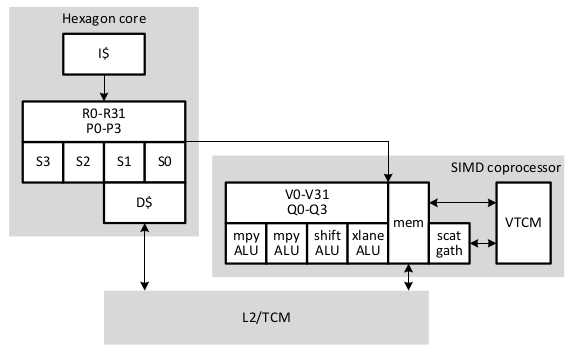 Hexagon core
I$
R0-R31
P0-P3
S3 S2 S1 S0
D$
SIMD coprocessor
V0-V31
Q0-Q3
mem
VTCM
mpy ALU
mpy ALU
shift ALU
xlane ALU
scat gath
L2/TCM